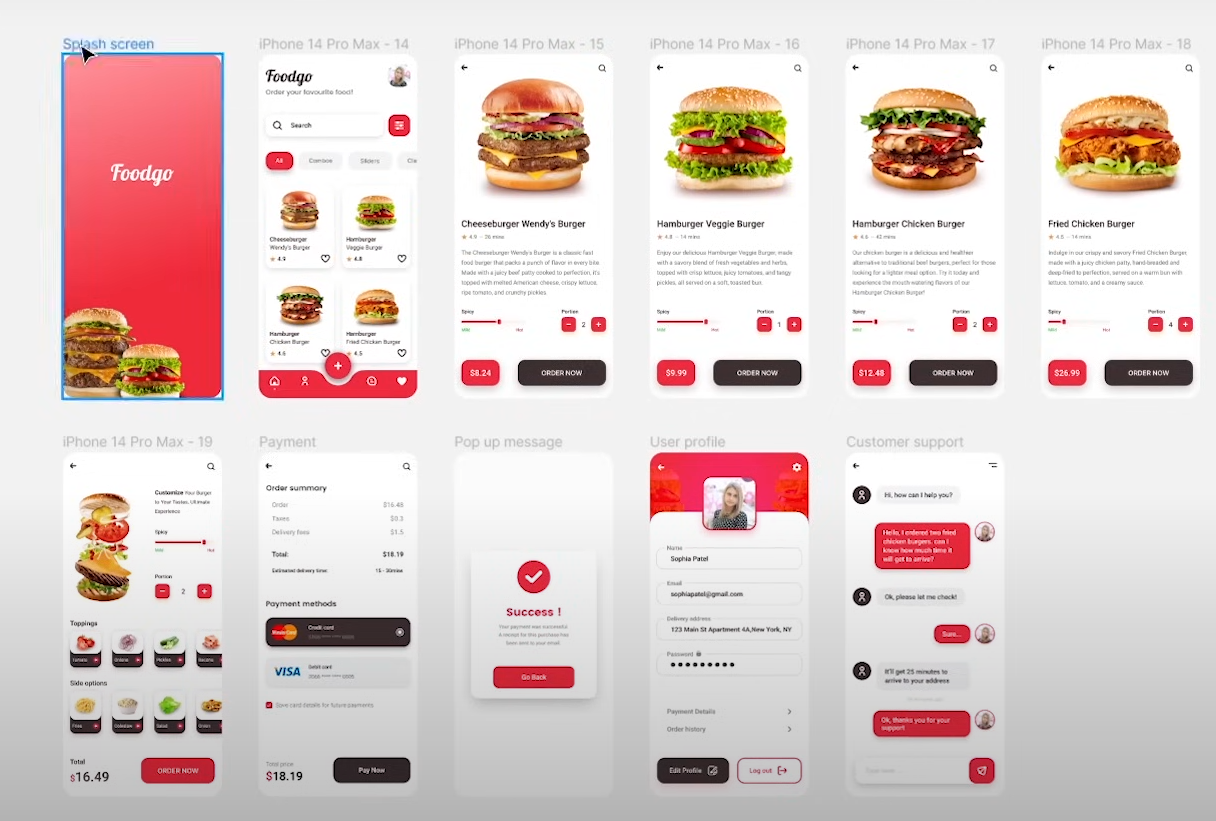 Splash screen
Foodgo
iPhone 14 Pro Max - 14
Foodgo
Order your favourite food!
Search
All
Combos
Sliders
Cla
Cheeseburger
Wendy's Burger
4.9
Hamburger
Veggie Burger
4.8
Hamburger
Chicken Burger
4.6
Hamburger
Fried Chicken Burger
4.5
iPhone 14 Pro Max - 15
Cheeseburger Wendy's Burger
4.9 - 26 mins
The Cheeseburger Wendy's Burger is a classic fast
food burger that packs a punch of flavor in every bite.
Made with a juicy beef patty cooked to perfection, it's
topped with melted American cheese, crispy lettuce,
ripe tomato, and crunchy pickles.
Spicy
Mild
Hot
Portion
2
$8.24
ORDER NOW
iPhone 14 Pro Max - 16
Hamburger Veggie Burger
4.8 - 14 mins
Enjoy our delicious Hamburger Veggie Burger, made
with a savory blend of fresh vegetables and herbs,
topped with crisp lettuce, juicy tomatoes, and tangy
pickles, all served on a soft, toasted bun.
Spicy
Mild
Hot
Portion
1
$9.99
ORDER NOW
iPhone 14 Pro Max - 17
Hamburger Chicken Burger
4.6 - 42 mins
Our chicken burger is a delicious and healthier
alternative to traditional beef burgers, perfect for those
looking for a lighter meal option. Try it today and
experience the mouth-watering flavors of our
Hamburger Chicken Burger!
Spicy
Mild
Hot
Portion
2
$12.48
ORDER NOW
iPhone 14 Pro Max - 18
Fried Chicken Burger
4.5 - 14 mins
Indulge in our crispy and savory Fried Chicken Burger,
made with a juicy chicken patty, hand-breaded and
deep-fried to perfection, served on a warm bun with
lettuce, tomato, and a creamy sauce.
Spicy
Mild
Hot
Portion
4
$26.99
ORDER NOW
iPhone 14 Pro Max - 19
Customize Your Burger
to Your Tastes. Ultimate
Experience
Spicy
Mild
Hot
Portion
2
Toppings
Tomato
Onions
Pickles
Bacons
Side options
Fries
Coleslaw
Salad
Onion
Total
$16.49
ORDER NOW
Payment
Order summary
Order $16.48
Taxes $0.3
Delivery fees $1.5
Total: $18.19
Estimated delivery time: 15 - 30mins
Payment methods
MasterCard
Credit card
VISA
Debit card
Save card details for future payments
Total price
$18.19
Pay Now
Pop up message
Success !
Your payment was successful.
A receipt for this purchase has
been sent to your email.
Go Back
User profile
Name
Sophia Patel
Email
sophiapatel@gmail.com
Delivery address
123 Main St Apartment 4A,New York, NY
Password
Payment Details
Order history
Edit Profile
Log out
Customer support
Hi, how can I help you?
Hello, I ordered two fried
chicken burgers. can I
know how much time it
will get to arrive?
Ok, please let me check!
Sure...
It'll get 25 minutes to
arrive to your address
Ok, thanks you for your
support